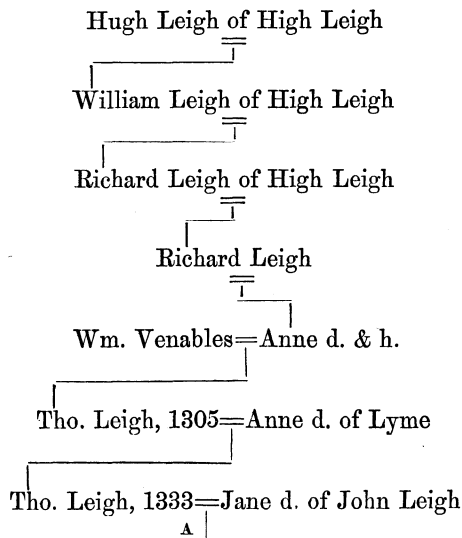 Hugh Leigh of High Leigh
William Leigh of High Leigh
Richard Leigh of High Leigh
Richard Leigh
Wm. Venables=Anne d. & h.
Tho. Leigh, 1305=Anne d. of Lyme
Tho. Leigh, 1333=Jane d. of John Leigh
A